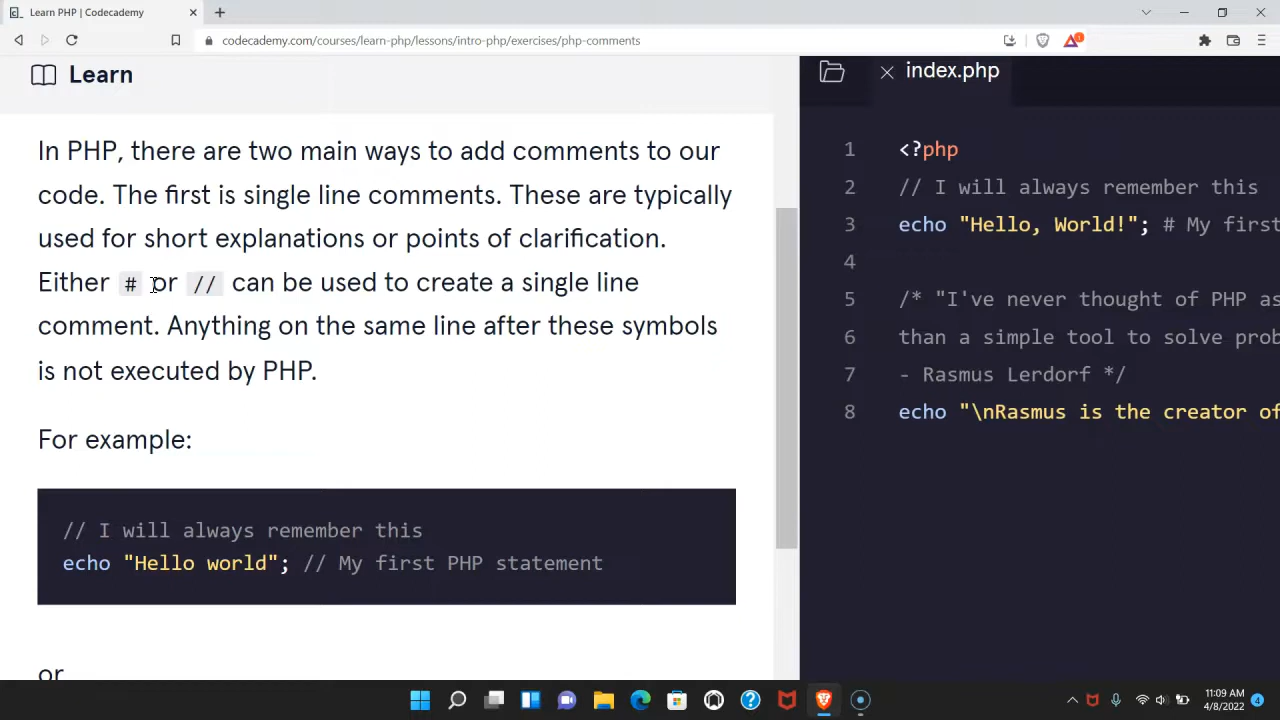 Learn PHP | Codecademy
codecademy.com/courses/learn-php/lessons/intro-php/exercises/php-comments
Learn
In PHP, there are two main ways to add comments to our
code. The first is single line comments. These are typically
used for short explanations or points of clarification.
Either # or // can be used to create a single line
comment. Anything on the same line after these symbols
is not executed by PHP.
For example:
// I will always remember this
echo "Hello world"; // My first PHP statement
or
index.php
1 <?php
2 // I will always remember this
3 echo "Hello, World!"; # My first
4
5 /* "I've never thought of PHP as
6 than a simple tool to solve prob
7 - Rasmus Lerdorf */
8 echo "\nRasmus is the creator of
11:09 AM
4/8/2022
4